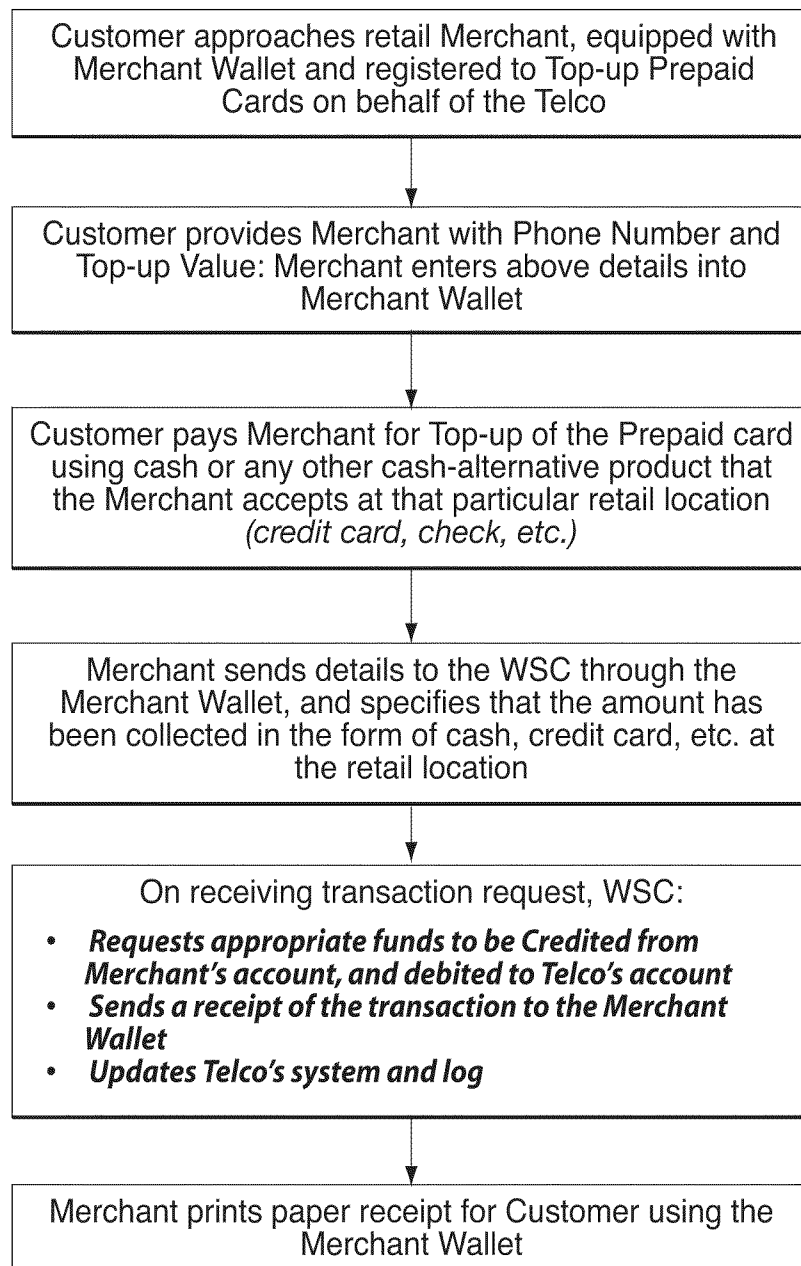 Customer approaches retail Merchant, equipped with
Merchant Wallet and registered to Top-up Prepaid
Cards on behalf of the Telco
Customer provides Merchant with Phone Number and
Top-up Value: Merchant enters above details into
Merchant Wallet
Customer pays Merchant for Top-up of the Prepaid card
using cash or any other cash-alternative product that
the Merchant accepts at that particular retail location
(credit card, check, etc.)
Merchant sends details to the WSC through the
Merchant Wallet, and specifies that the amount has
been collected in the form of cash, credit card, etc. at
the retail location
On receiving transaction request, WSC:
• Requests appropriate funds to be Credited from
Merchant's account, and debited to Telco's account
• Sends a receipt of the transaction to the Merchant
Wallet
• Updates Telco's system and log
Merchant prints paper receipt for Customer using the
Merchant Wallet